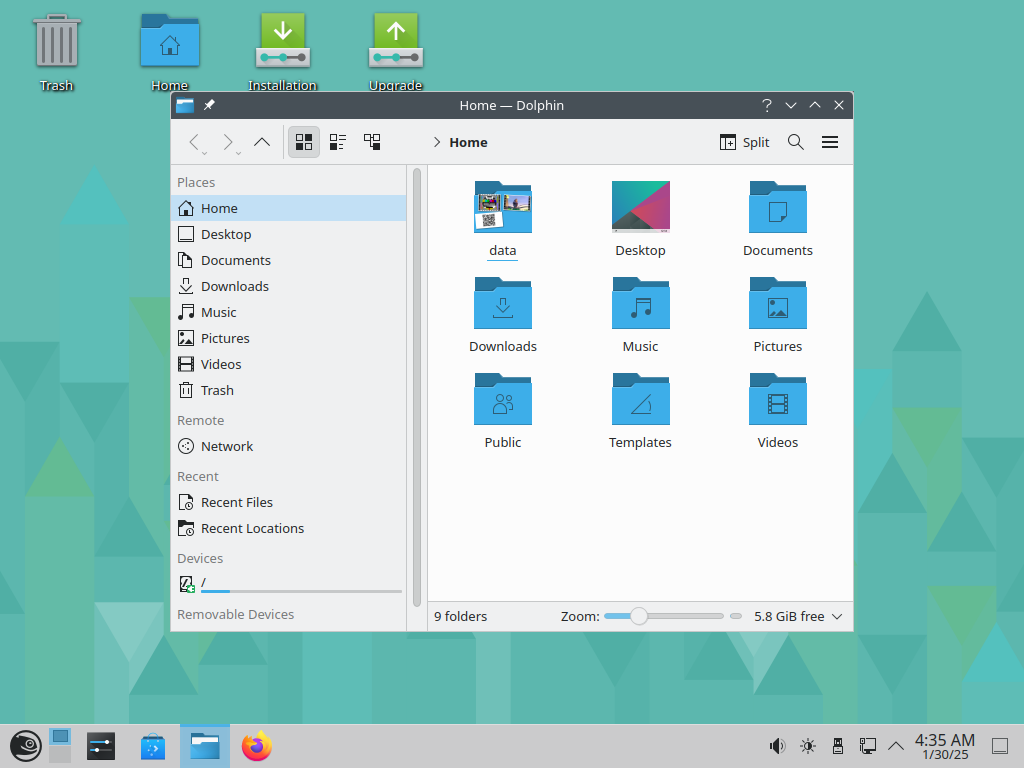 Trash
Home
Installation
Upgrade
Home — Dolphin
Home
Split
Places
Home
Desktop
Documents
Downloads
Music
Pictures
Videos
Trash
Remote
Network
Recent
Recent Files
Recent Locations
Devices
/
Removable Devices
data
Desktop
Documents
Downloads
Music
Pictures
Public
Templates
Videos
9 folders
Zoom:
5.8 GiB free
4:35 AM
1/30/25